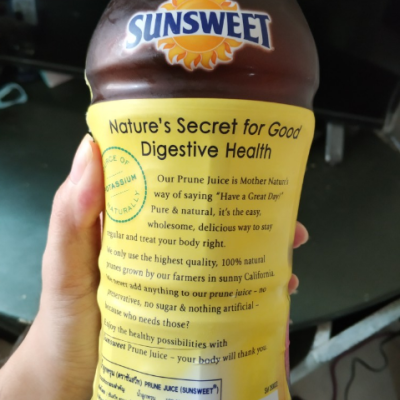 SUNSWEET
Nature's Secret for Good
Digestive Health
OF
POTASSIUM
NATURALLY
Our Prune Juice is Mother Nature's
way of saying "Have a Great Day!"
Pure & natural, it's the easy,
wholesome, delicious way to stay
regular and treat your body right.
We only use the highest quality, 100% natural
prunes grown by our farmers in sunny California.
We never add anything to our prune juice – no
preservatives, no sugar & nothing artificial –
because who needs those?
Enjoy the healthy possibilities with
Sunsweet Prune Juice – your body will thank you.
PRUNE JUICE (SUNSWEET®)